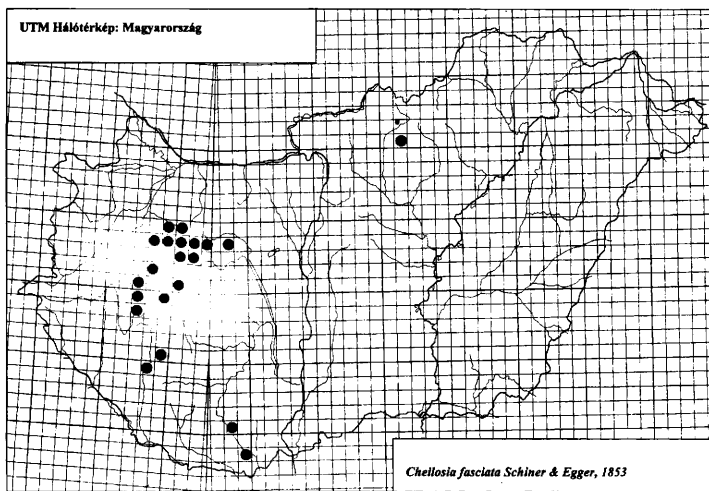 UTM Hálótérkép: Magyarország
Cheilosia fasciata Schiner & Egger, 1853